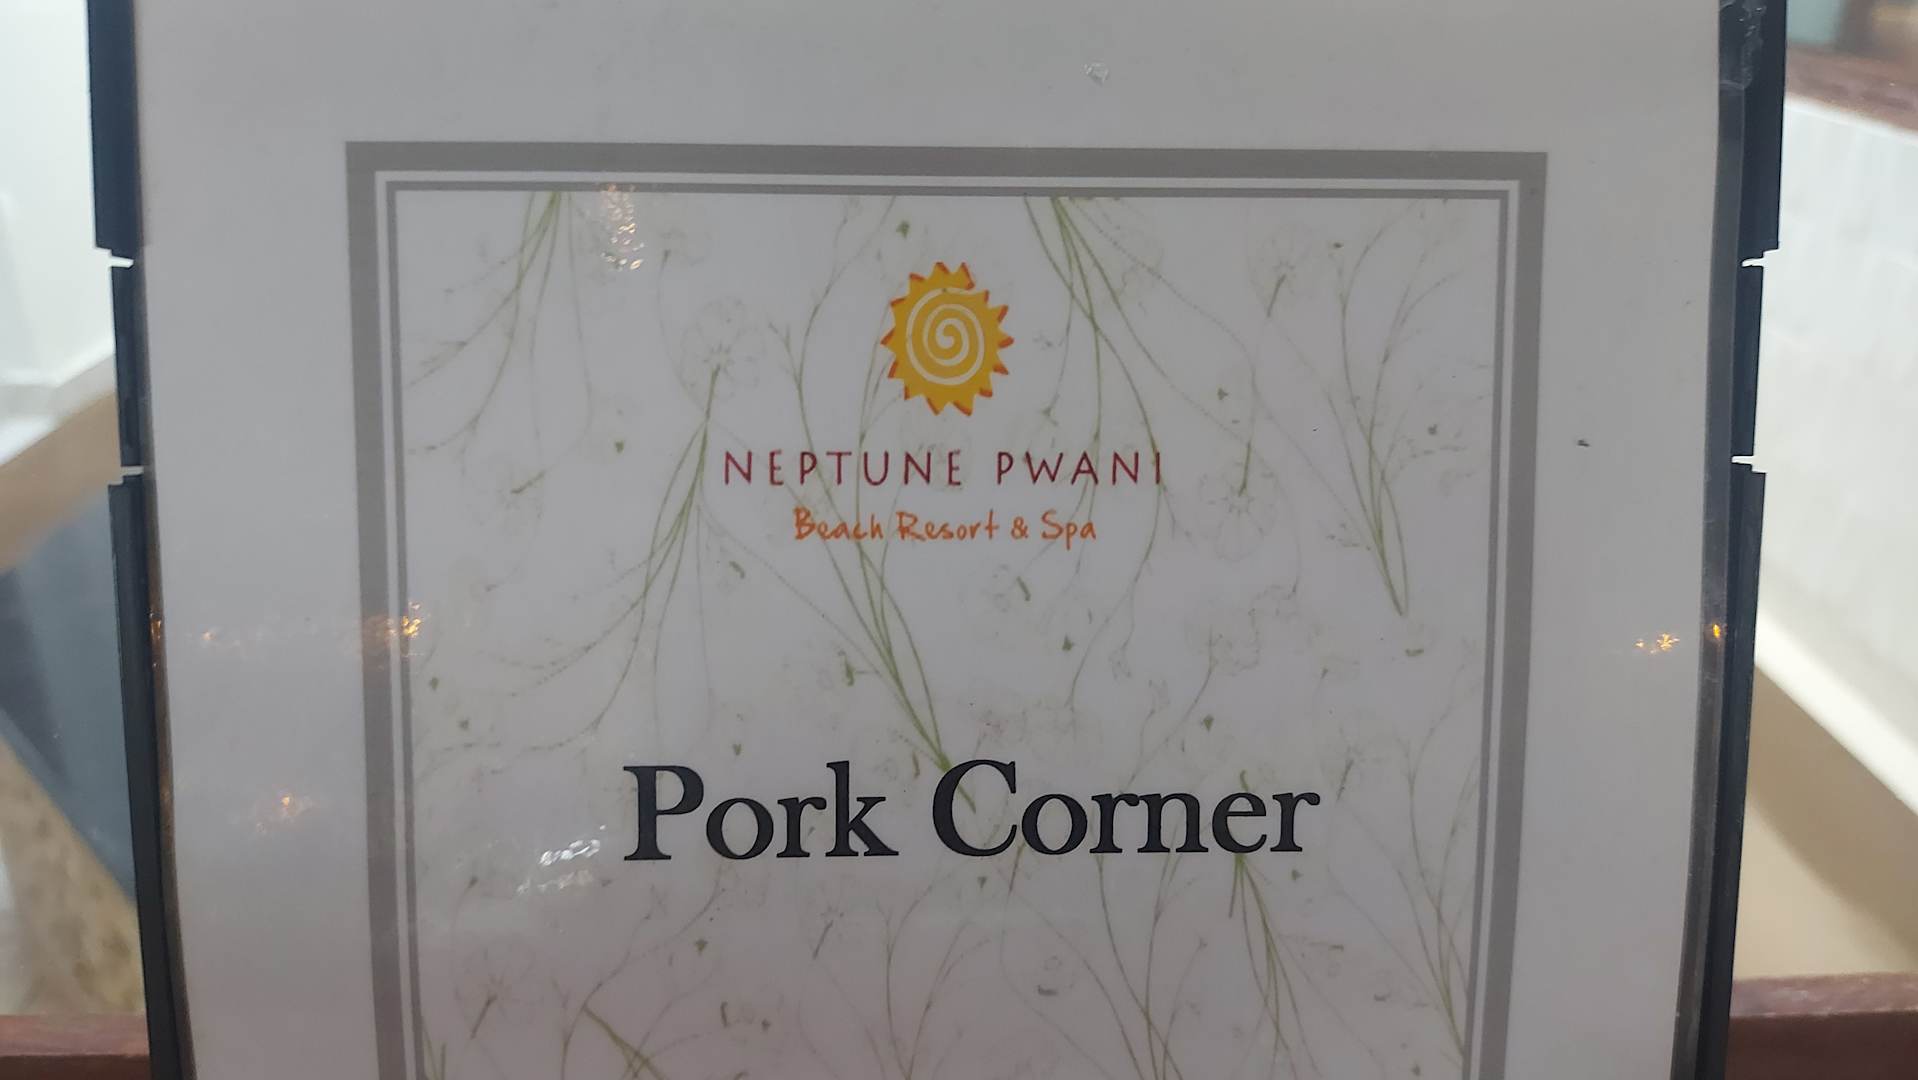 NEPTUNE PWANI
Beach Resort & Spa
Pork Corner